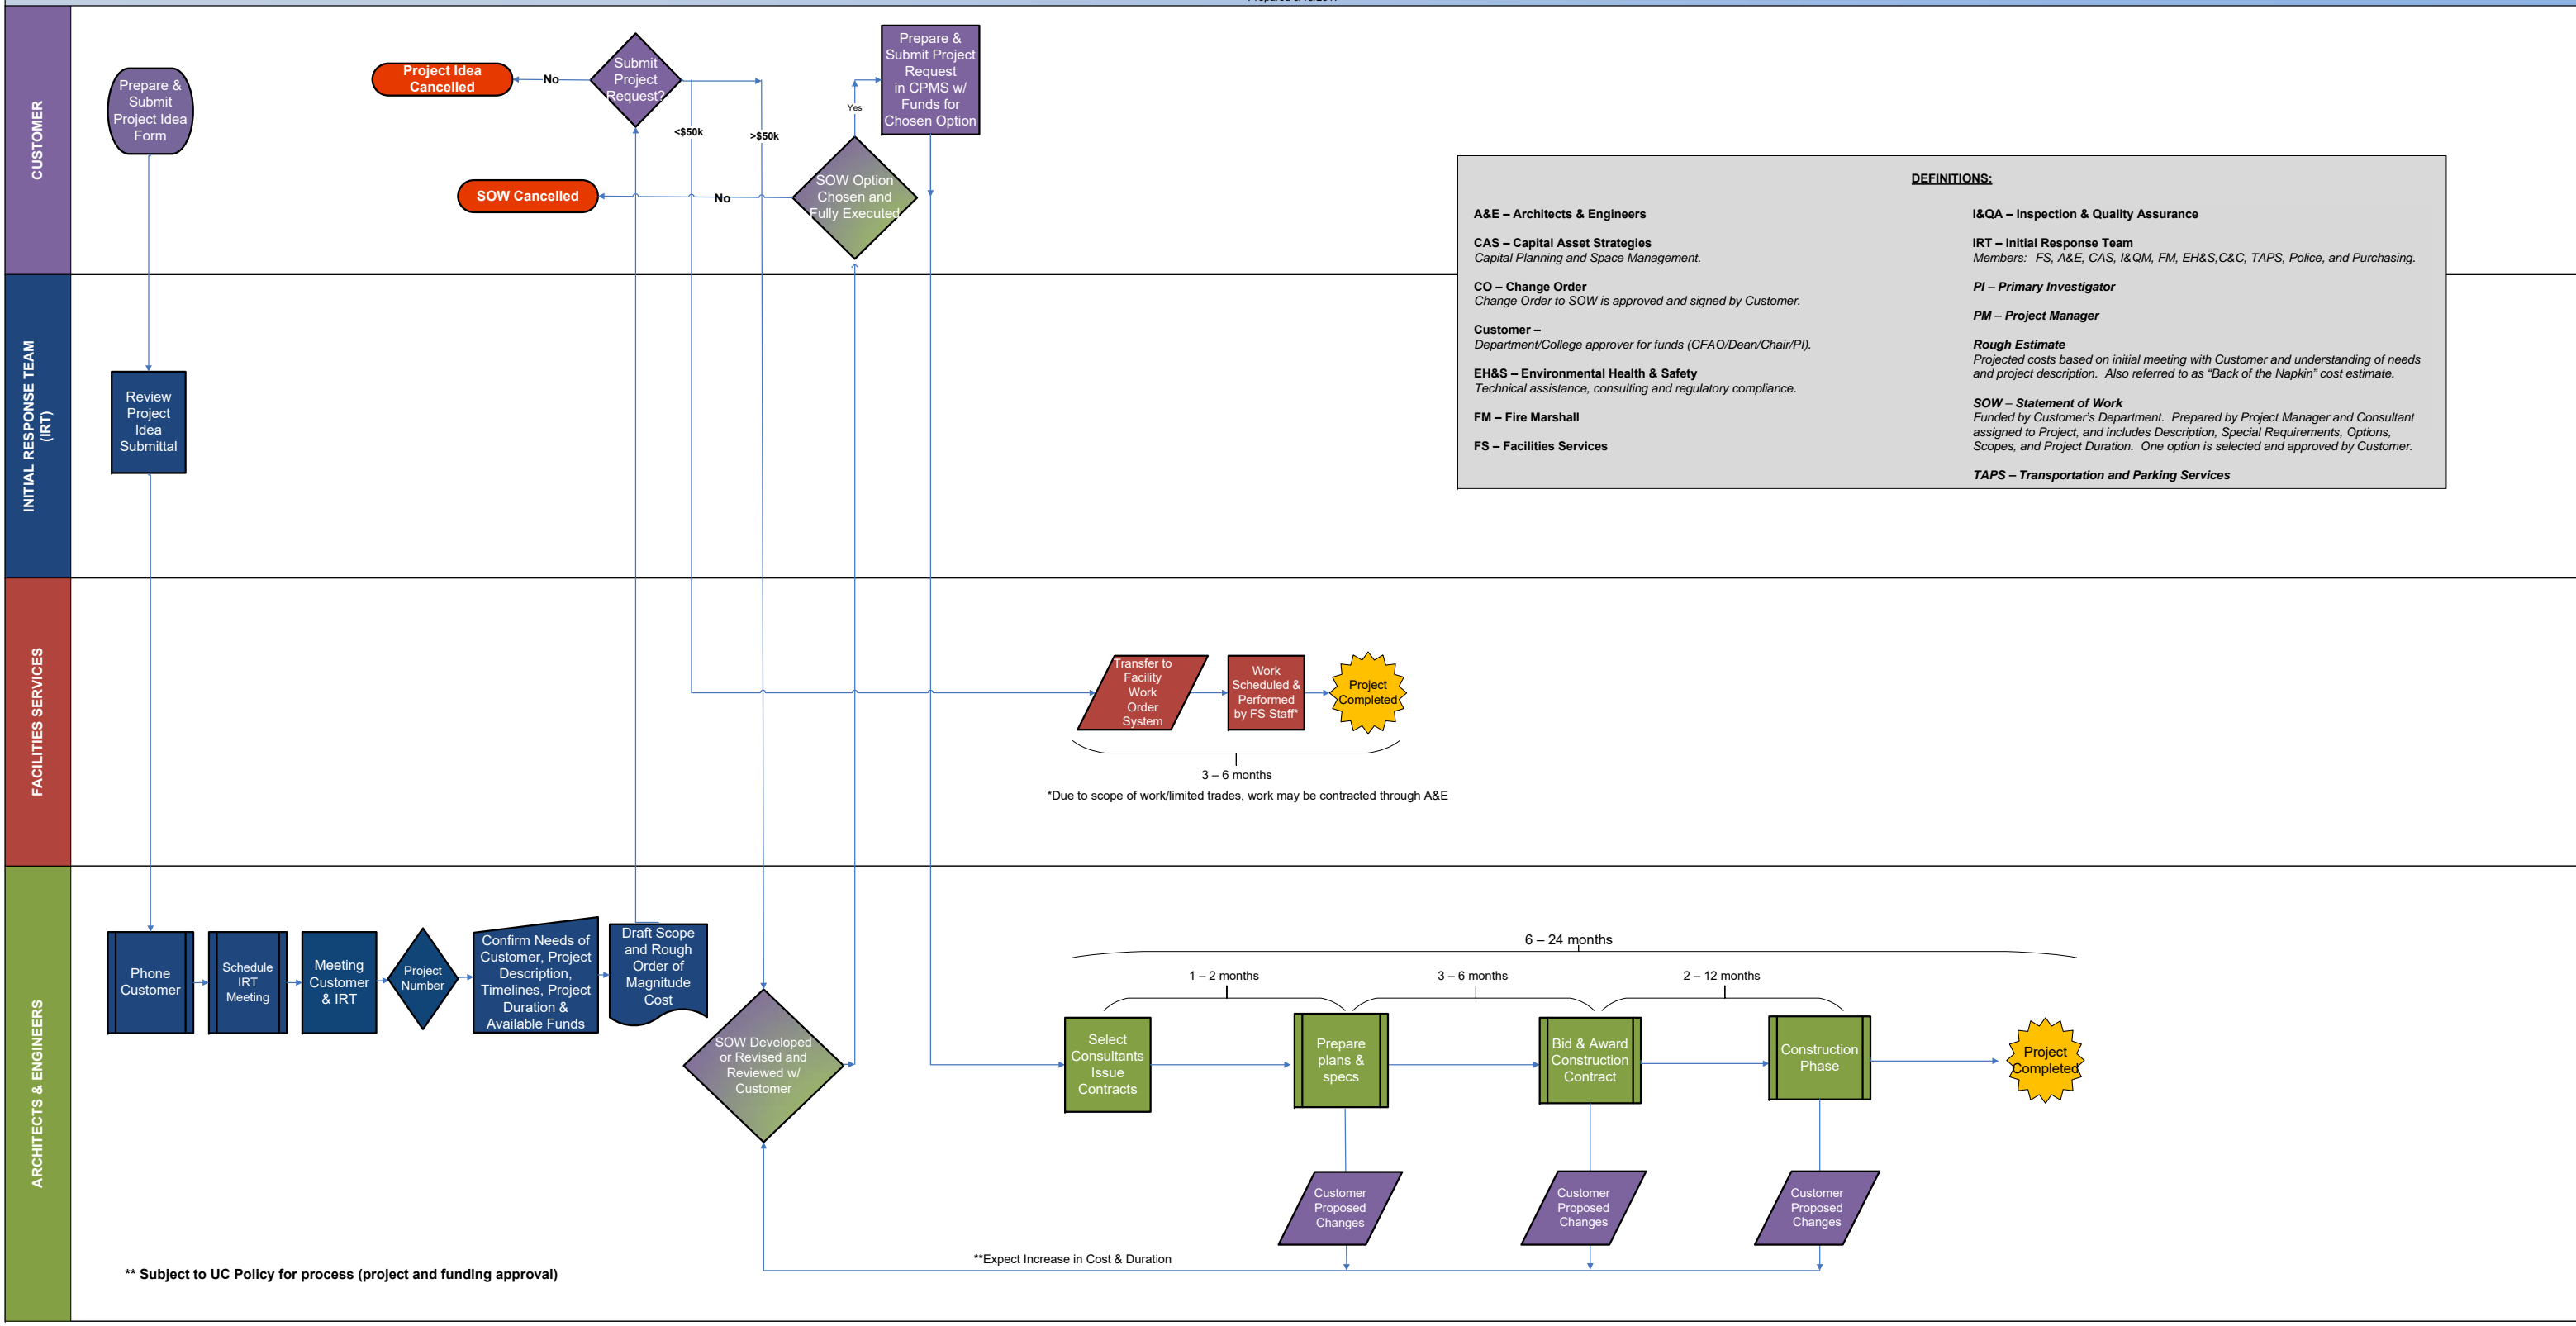 CUSTOMER
Prepare &
Submit
Project Idea
Form
Project Idea
Cancelled
No
Submit
Project
Request?
<$50k
>$50k
SOW Cancelled
No
SOW Option
Chosen and
Fully Executed
Yes
Prepare &
Submit Project
Request
in CPMS w/
Funds for
Chosen Option
DEFINITIONS:
A&E – Architects & Engineers
CAS – Capital Asset Strategies
Capital Planning and Space Management.
CO – Change Order
Change Order to SOW is approved and signed by Customer.
Customer –
Department/College approver for funds (CFAO/Dean/Chair/PI).
EH&S – Environmental Health & Safety
Technical assistance, consulting and regulatory compliance.
FM – Fire Marshall
FS – Facilities Services
I&QA – Inspection & Quality Assurance
IRT – Initial Response Team
Members: FS, A&E, CAS, I&QM, FM, EH&S,C&C, TAPS, Police, and Purchasing.
PI – Primary Investigator
PM – Project Manager
Rough Estimate
Projected costs based on initial meeting with Customer and understanding of needs
and project description. Also referred to as “Back of the Napkin” cost estimate.
SOW – Statement of Work
Funded by Customer’s Department. Prepared by Project Manager and Consultant
assigned to Project, and includes Description, Special Requirements, Options,
Scopes, and Project Duration. One option is selected and approved by Customer.
TAPS – Transportation and Parking Services
INITIAL RESPONSE TEAM
(IRT)
Review
Project
Idea
Submittal
FACILITIES SERVICES
Transfer to
Facility
Work
Order
System
Work
Scheduled &
Performed
by FS Staff*
Project
Completed
3 – 6 months
*Due to scope of work/limited trades, work may be contracted through A&E
ARCHITECTS & ENGINEERS
Phone
Customer
Schedule
IRT
Meeting
Meeting
Customer
& IRT
Project
Number
Confirm Needs of
Customer, Project
Description,
Timelines, Project
Duration &
Available Funds
Draft Scope
and Rough
Order of
Magnitude
Cost
SOW Developed
or Revised and
Reviewed w/
Customer
6 – 24 months
1 – 2 months
3 – 6 months
2 – 12 months
Select
Consultants
Issue
Contracts
Prepare
plans &
specs
Bid & Award
Construction
Contract
Construction
Phase
Project
Completed
Customer
Proposed
Changes
Customer
Proposed
Changes
Customer
Proposed
Changes
**Expect Increase in Cost & Duration
** Subject to UC Policy for process (project and funding approval)